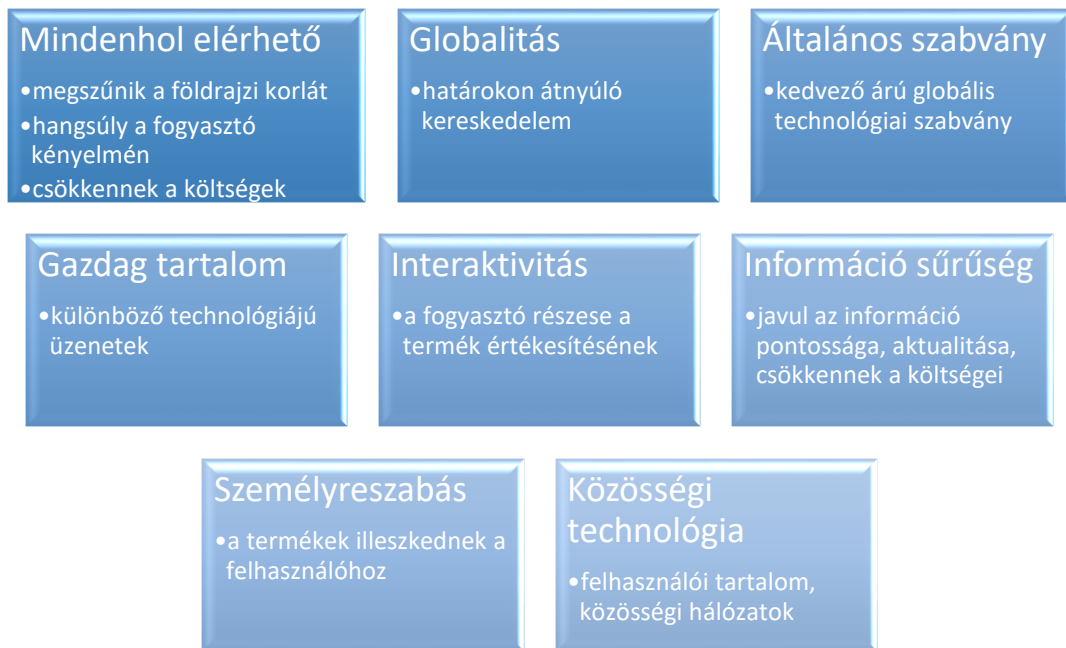 Mindenhol elérhető
•megszűnik a földrajzi korlát
•hangsúly a fogyasztó
kényelmén
•csökkennek a költségek
Globalitás
•határokon átnyúló
kereskedelem
Általános szabvány
•kedvező árú globális
technológiai szabvány
Gazdag tartalom
•különböző technológiájú
üzenetek
Interaktivitás
•a fogyasztó részese a
termék értékesítésének
Információ sűrűség
•javul az információ
pontossága, aktualitása,
csökkennek a költségei
Személyreszabás
•a termékek illeszkednek a
felhasználóhoz
Közösségi
technológia
•felhasználói tartalom,
közösségi hálózatok